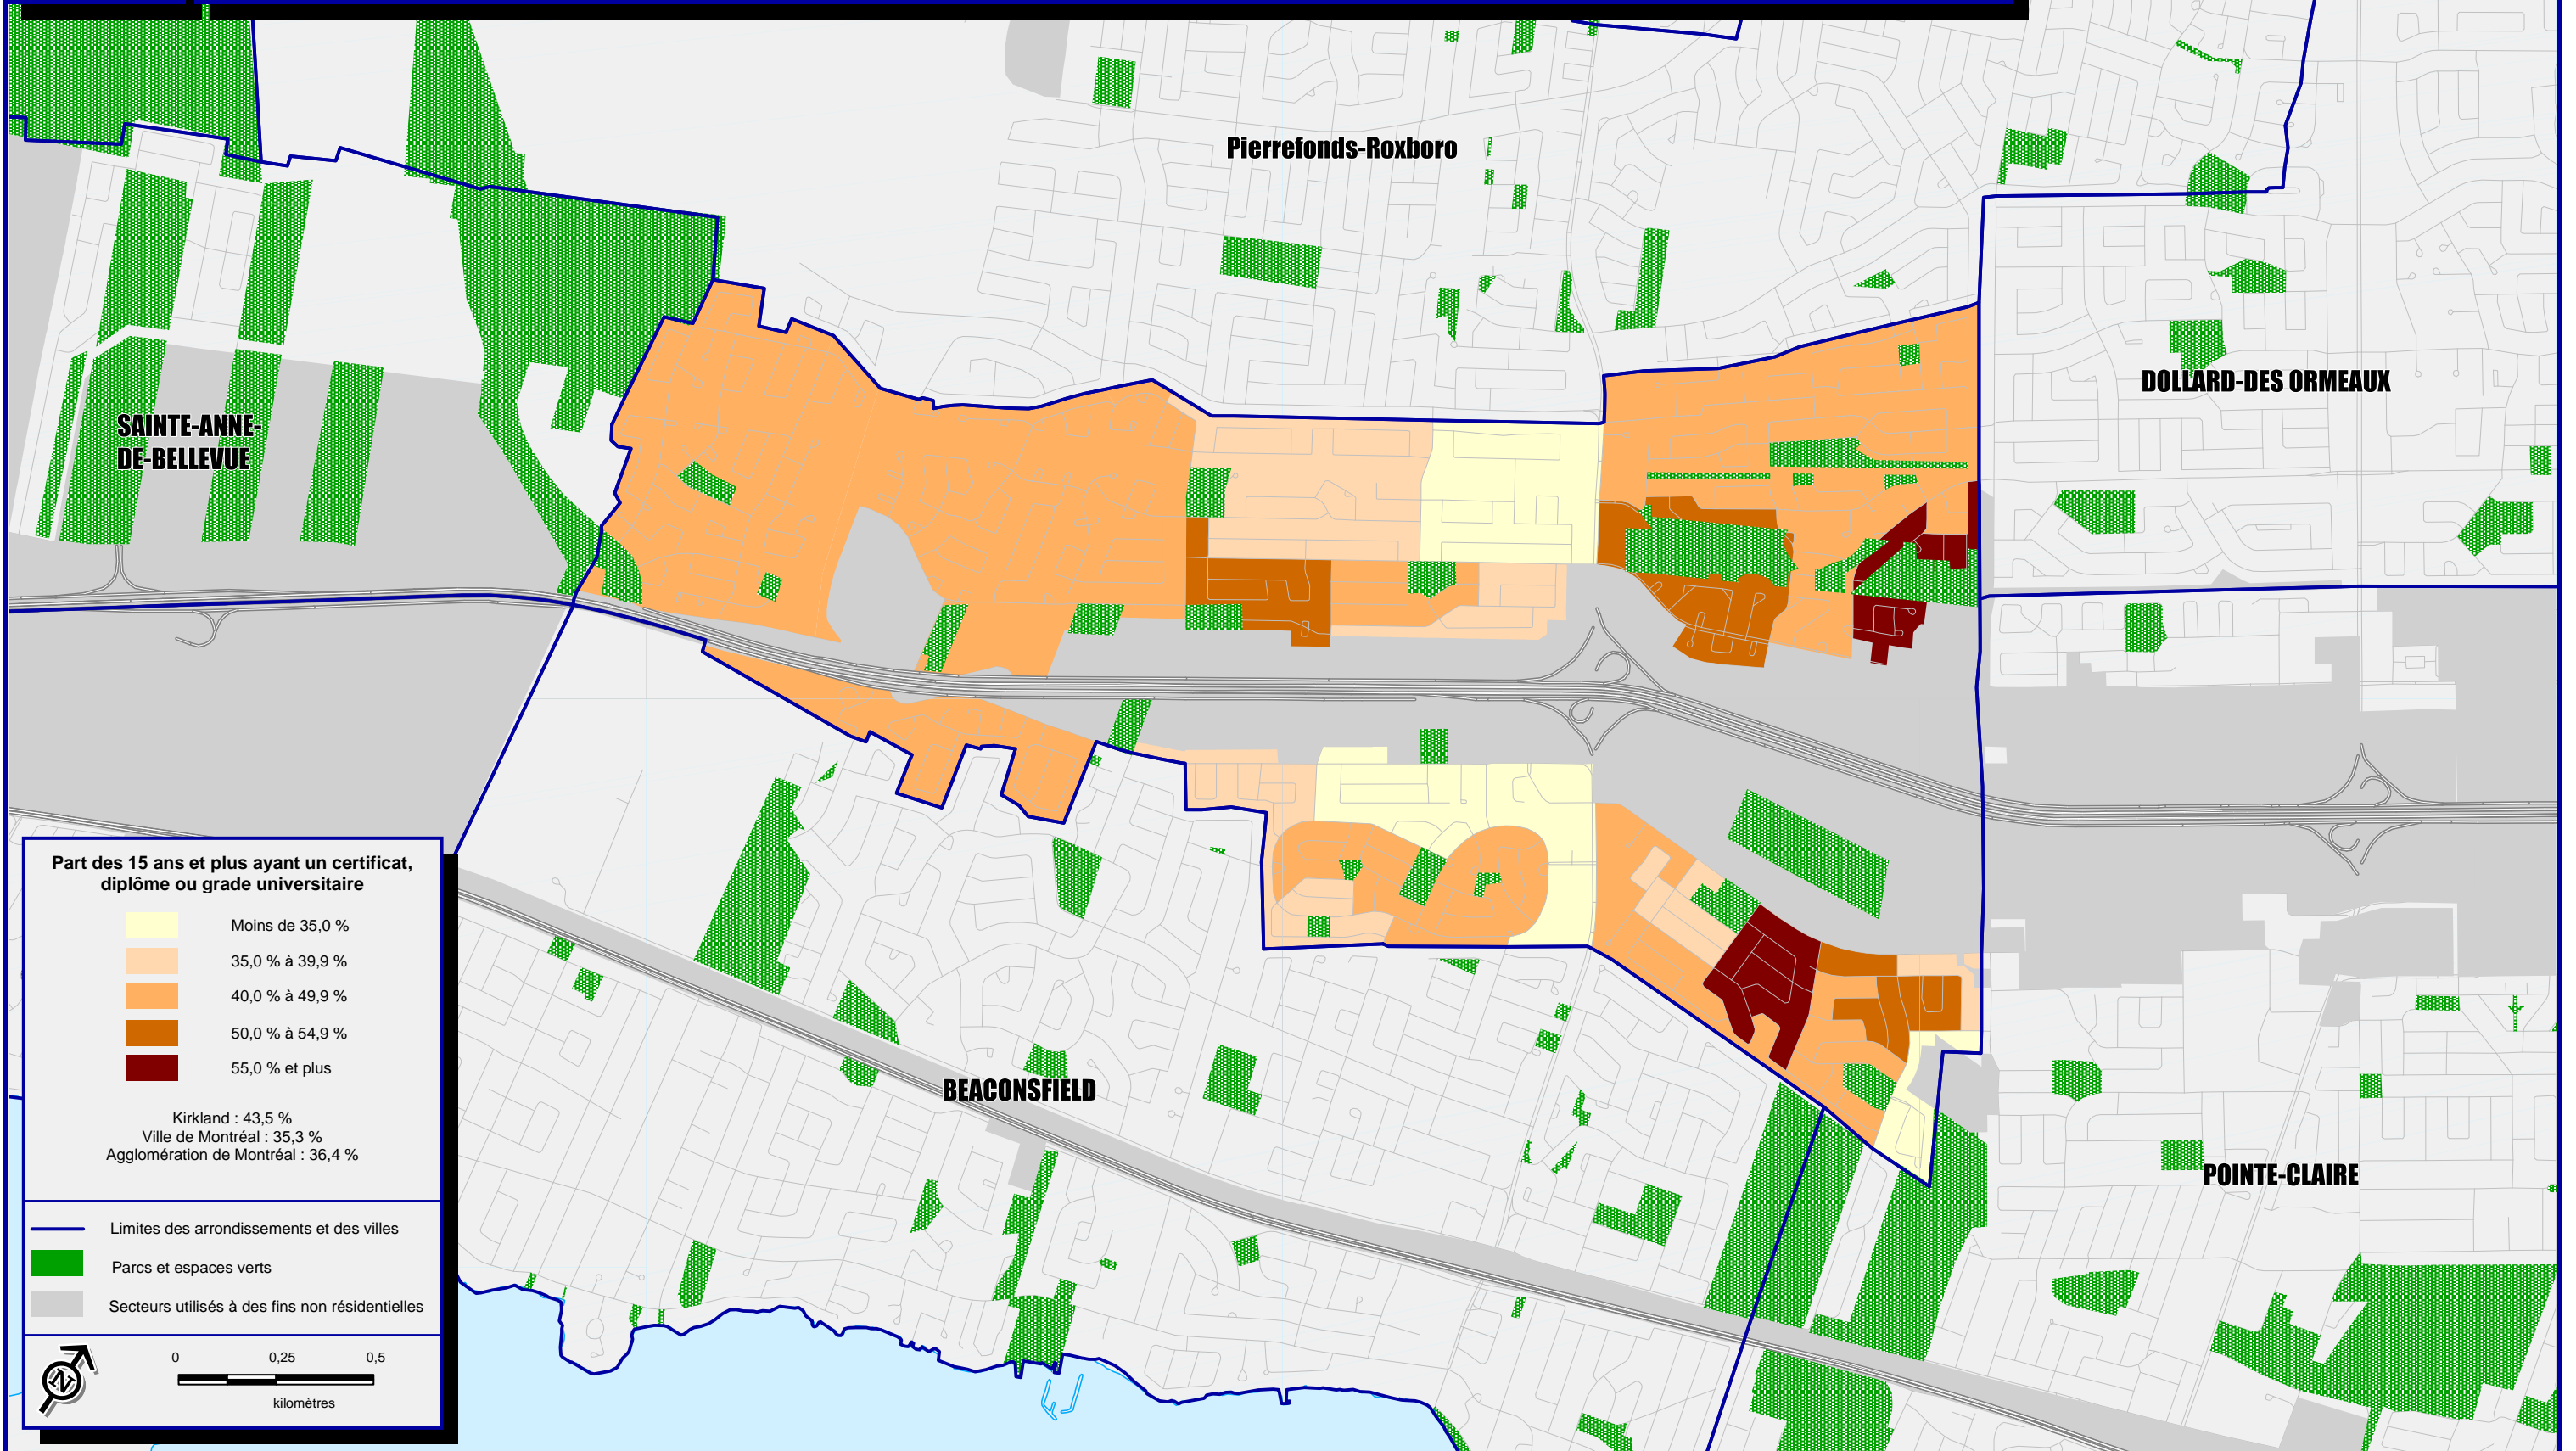 Pierrefonds-Roxboro
DOLLARD-DES ORMEAUX
SAINTE-ANNE-
DE-BELLEVUE
BEACONSFIELD
POINTE-CLAIRE
Part des 15 ans et plus ayant un certificat,
diplôme ou grade universitaire
Moins de 35,0 %
35,0 % à 39,9 %
40,0 % à 49,9 %
50,0 % à 54,9 %
55,0 % et plus
Kirkland : 43,5 %
Ville de Montréal : 35,3 %
Agglomération de Montréal : 36,4 %
Limites des arrondissements et des villes
Parcs et espaces verts
Secteurs utilisés à des fins non résidentielles
N
0 0,25 0,5
kilomètres